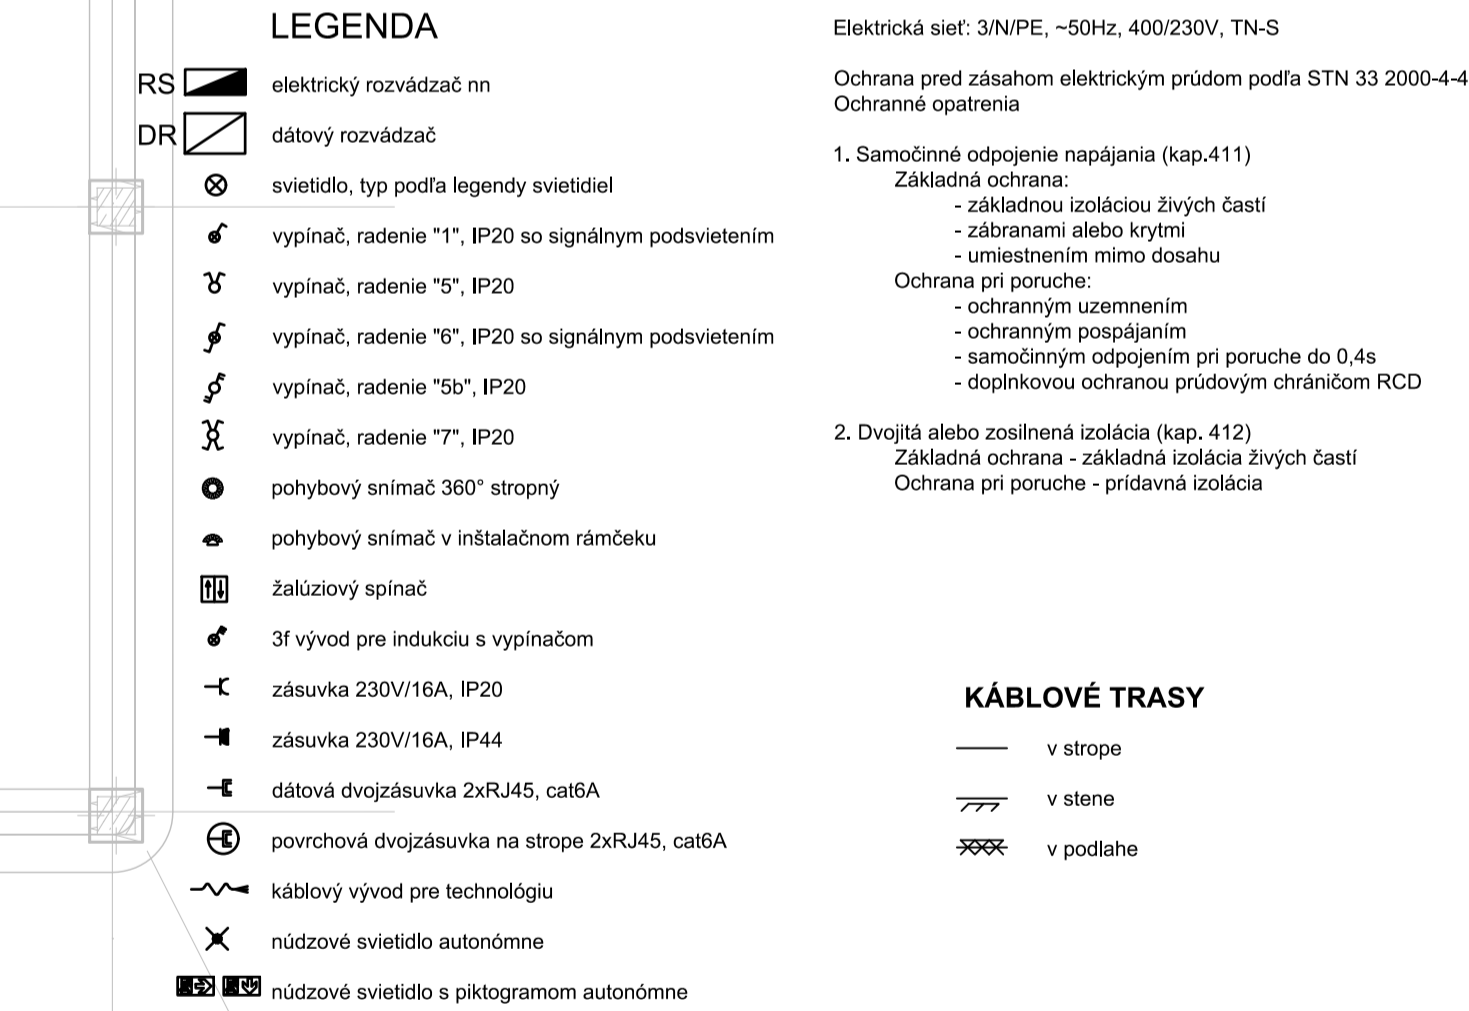 LEGENDA
RS elektrický rozvádzač nn
DR dátový rozvádzač
svietidlo, typ podľa legendy svietidiel
vypínač, radenie "1", IP20 so signálnym podsvietením
vypínač, radenie "5", IP20
vypínač, radenie "6", IP20 so signálnym podsvietením
vypínač, radenie "5b", IP20
vypínač, radenie "7", IP20
pohybový snímač 360° stropný
pohybový snímač v inštalačnom rámčeku
žalúziový spínač
3f vývod pre indukciu s vypínačom
zásuvka 230V/16A, IP20
zásuvka 230V/16A, IP44
dátová dvojzásuvka 2xRJ45, cat6A
povrchová dvojzásuvka na strope 2xRJ45, cat6A
káblový vývod pre technológiu
núdzové svietidlo autonómne
núdzové svietidlo s piktogramom autonómne
Elektrická sieť: 3/N/PE, ~50Hz, 400/230V, TN-S
Ochrana pred zásahom elektrickým prúdom podľa STN 33 2000-4-4
Ochranné opatrenia
1. Samočinné odpojenie napájania (kap.411)
Základná ochrana:
- základnou izoláciou živých častí
- zábranami alebo krytmi
- umiestnením mimo dosahu
Ochrana pri poruche:
- ochranným uzemnením
- ochranným pospájaním
- samočinným odpojením pri poruche do 0,4s
- doplnkovou ochranou prúdovým chráničom RCD
2. Dvojitá alebo zosilnená izolácia (kap. 412)
Základná ochrana - základná izolácia živých častí
Ochrana pri poruche - prídavná izolácia
KÁBLOVÉ TRASY
v strope
v stene
v podlahe